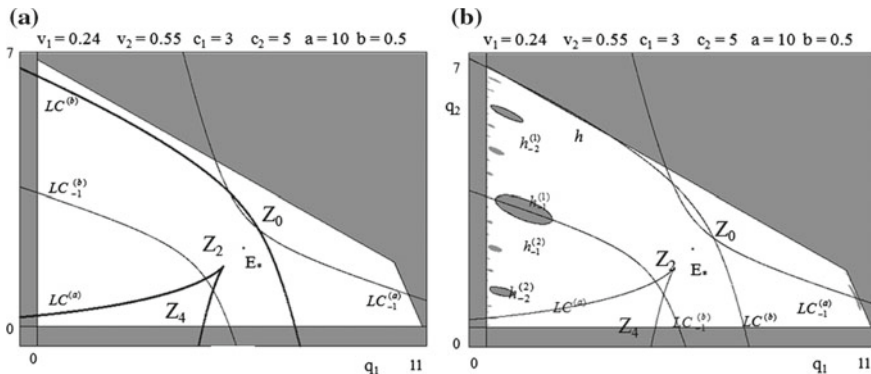 (a)
v₁ = 0.24 v₂ = 0.55 c₁ = 3 c₂ = 5 a = 10 b = 0.5
7
LC⁽ᵇ⁾
LC₋₁⁽ᵇ⁾
Z₀
Z₂
E*
LC⁽ᵃ⁾
Z₄
LC₋₁⁽ᵃ⁾
0
0
q₁
11
(b)
v₁ = 0.24 v₂ = 0.55 c₁ = 3 c₂ = 5 a = 10 b = 0.5
7
q₂
h
h₋₂⁽¹⁾
h₋₁⁽¹⁾
Z₀
h₋₁⁽²⁾
Z₂
E*
h₋₂⁽²⁾
LC⁽ᵃ⁾
Z₄
LC₋₁⁽ᵇ⁾
LC⁽ᵇ⁾
LC₋₁⁽ᵃ⁾
0
0
q₁
11